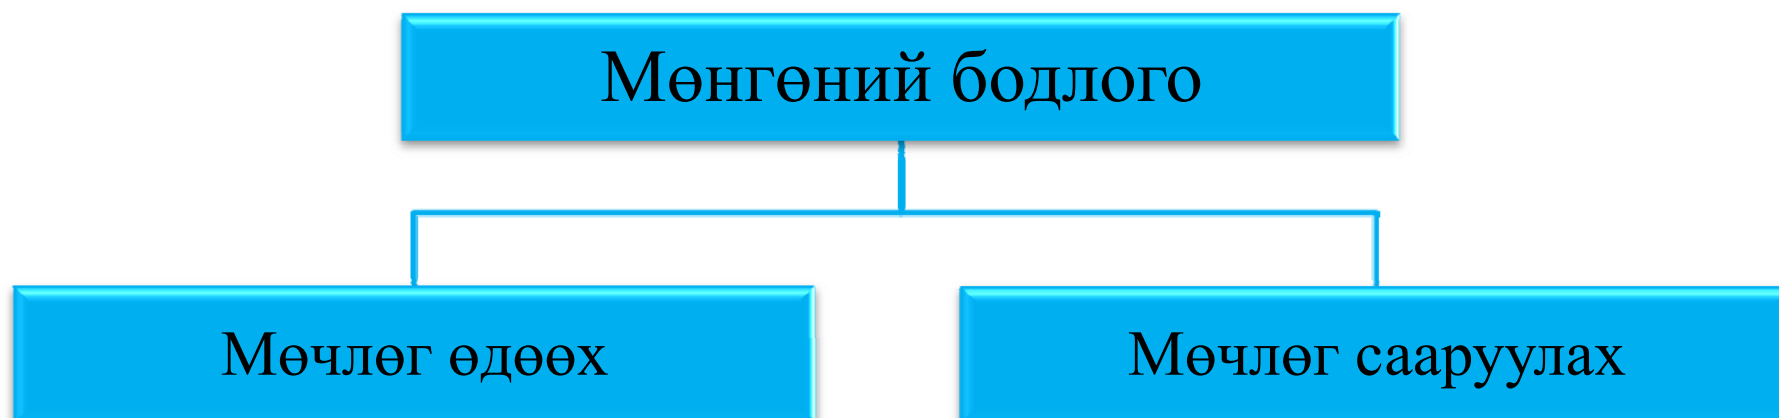 Мөнгөний бодлого
Мөчлөг өдөөх
Мөчлөг сааруулах